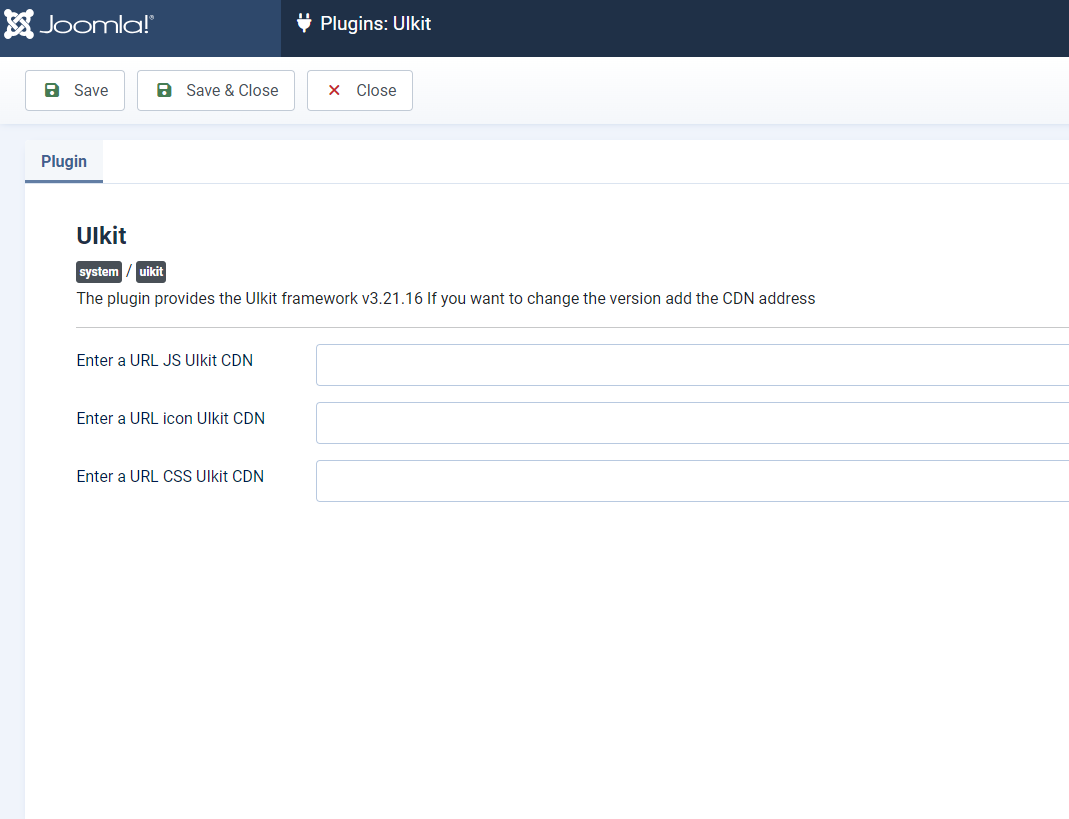 Joomla!® Plugins: UIkit
Save Save & Close Close
Plugin
UIkit
system / uikit
The plugin provides the UIkit framework v3.21.16 If you want to change the version add the CDN address
Enter a URL JS UIkit CDN
Enter a URL icon UIkit CDN
Enter a URL CSS UIkit CDN